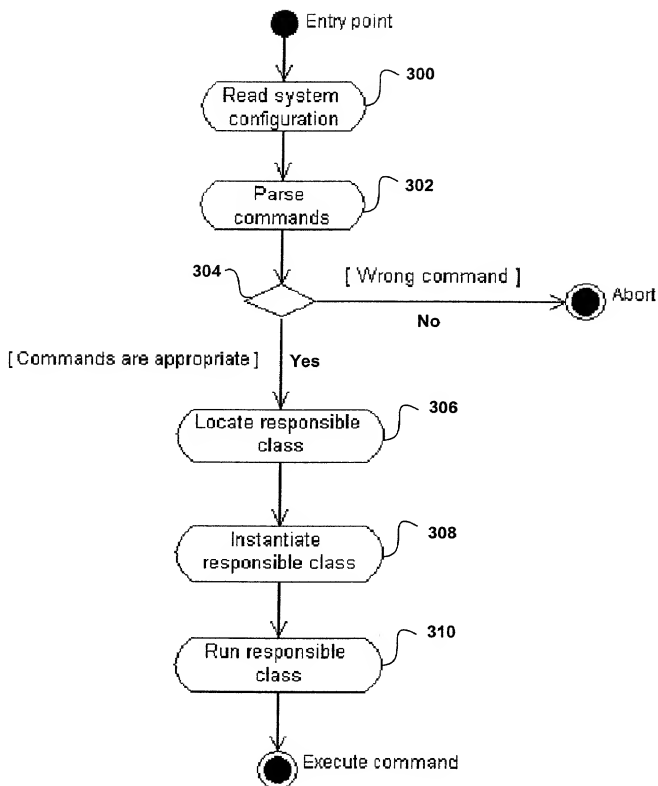 Entry point
300
Read system
configuration
302
Parse
commands
304
[ Wrong command ]
Abort
No
[ Commands are appropriate ] Yes
306
Locate responsible
class
308
Instantiate
responsible class
310
Run responsible
class
Execute command